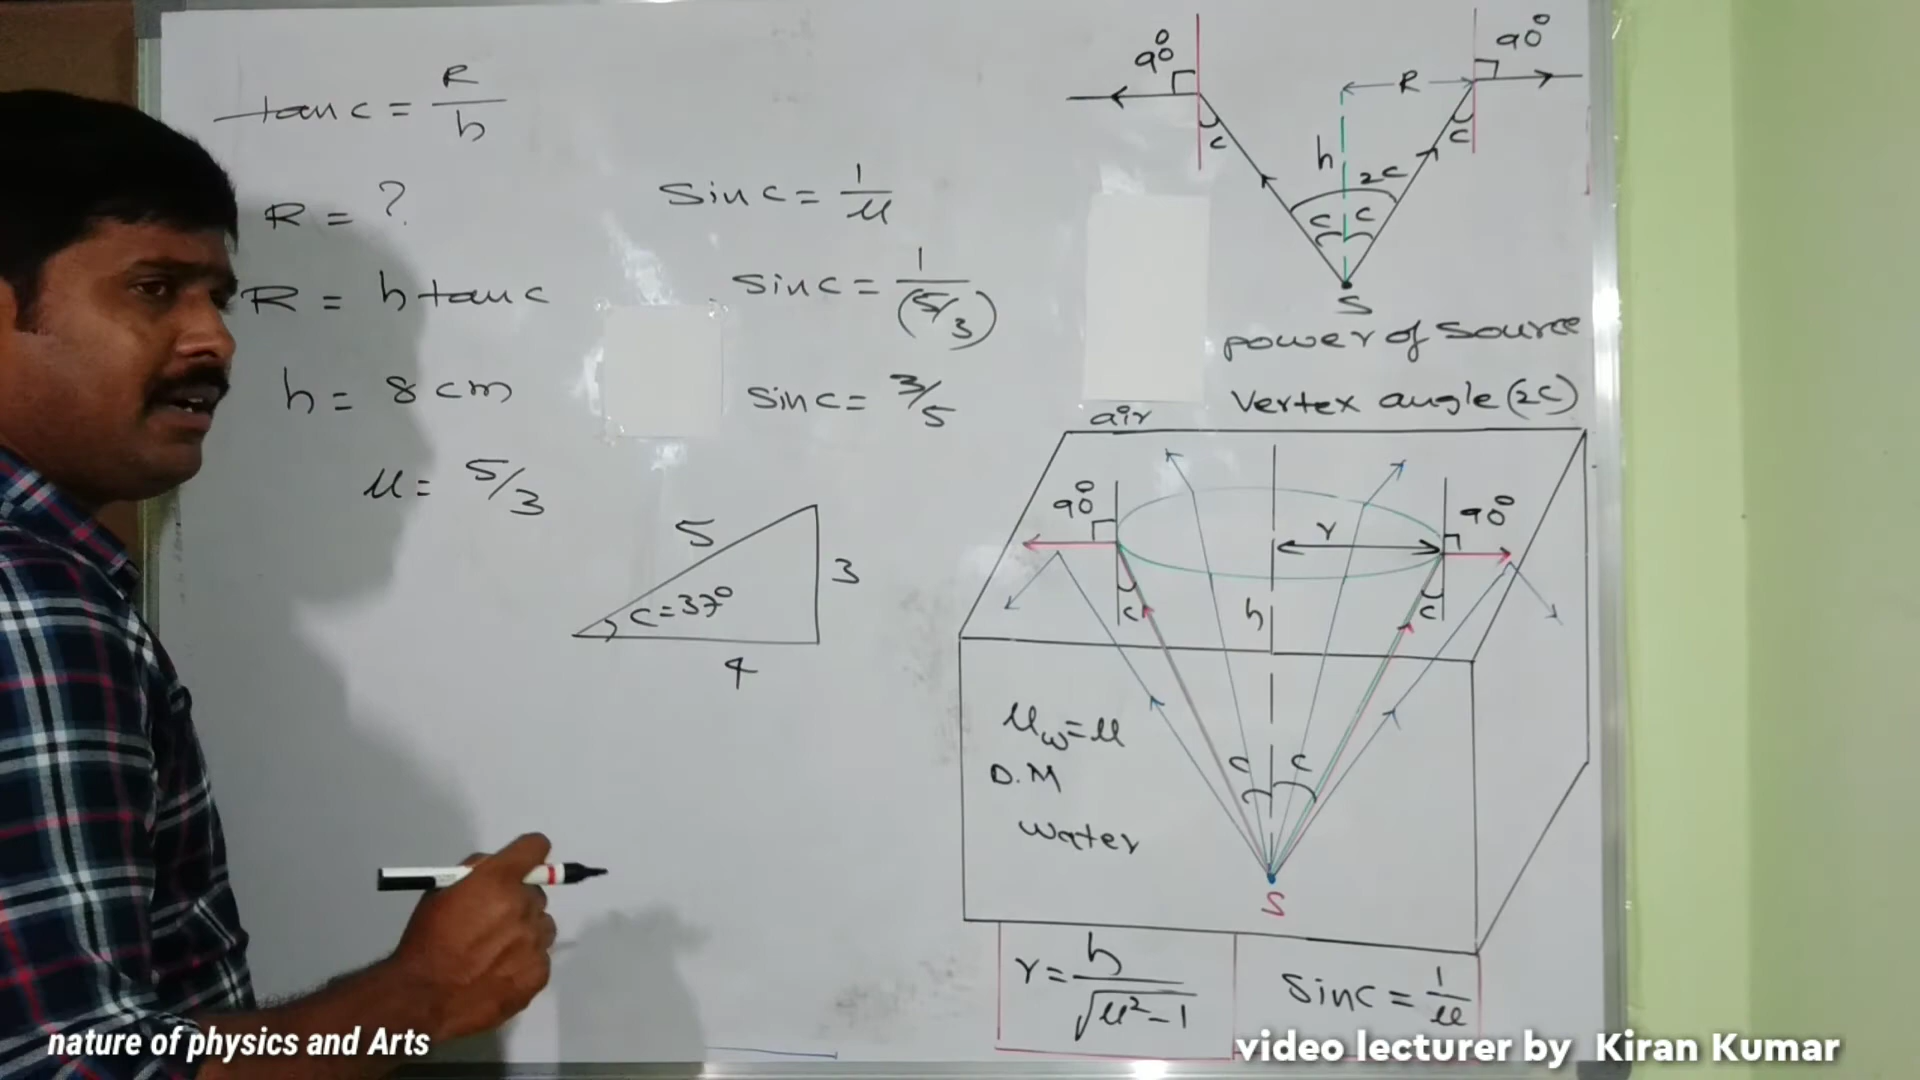 tan c = R/h
R = ?
R = h tan c
h = 8 cm
μ = 5/3
Sin c = 1/μ
Sin c = 1/(5/3)
Sin c = 3/5
5
3
C=37°
4
90°
90°
R
h
2C
C
C
C
C
S
power of source
Vertex angle (2C)
air
90°
90°
r
h
C
C
μw=μ
D.M
water
C
C
S
r = h/√μ²-1
Sin c = 1/μ
nature of physics and Arts
video lecturer by Kiran Kumar